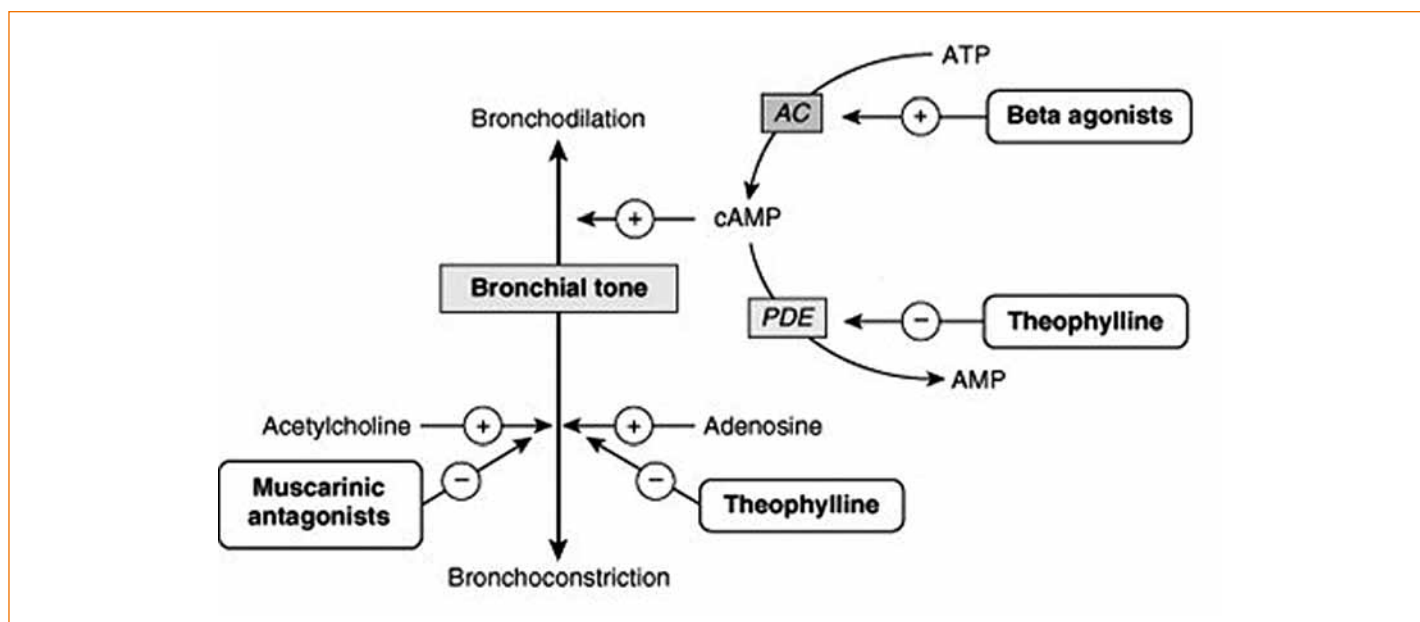 ATP
Bronchodilation
AC
+
Beta agonists
+
cAMP
Bronchial tone
PDE
−
Theophylline
AMP
Acetylcholine
+
+
Adenosine
Muscarinic
antagonists
−
−
Theophylline
Bronchoconstriction